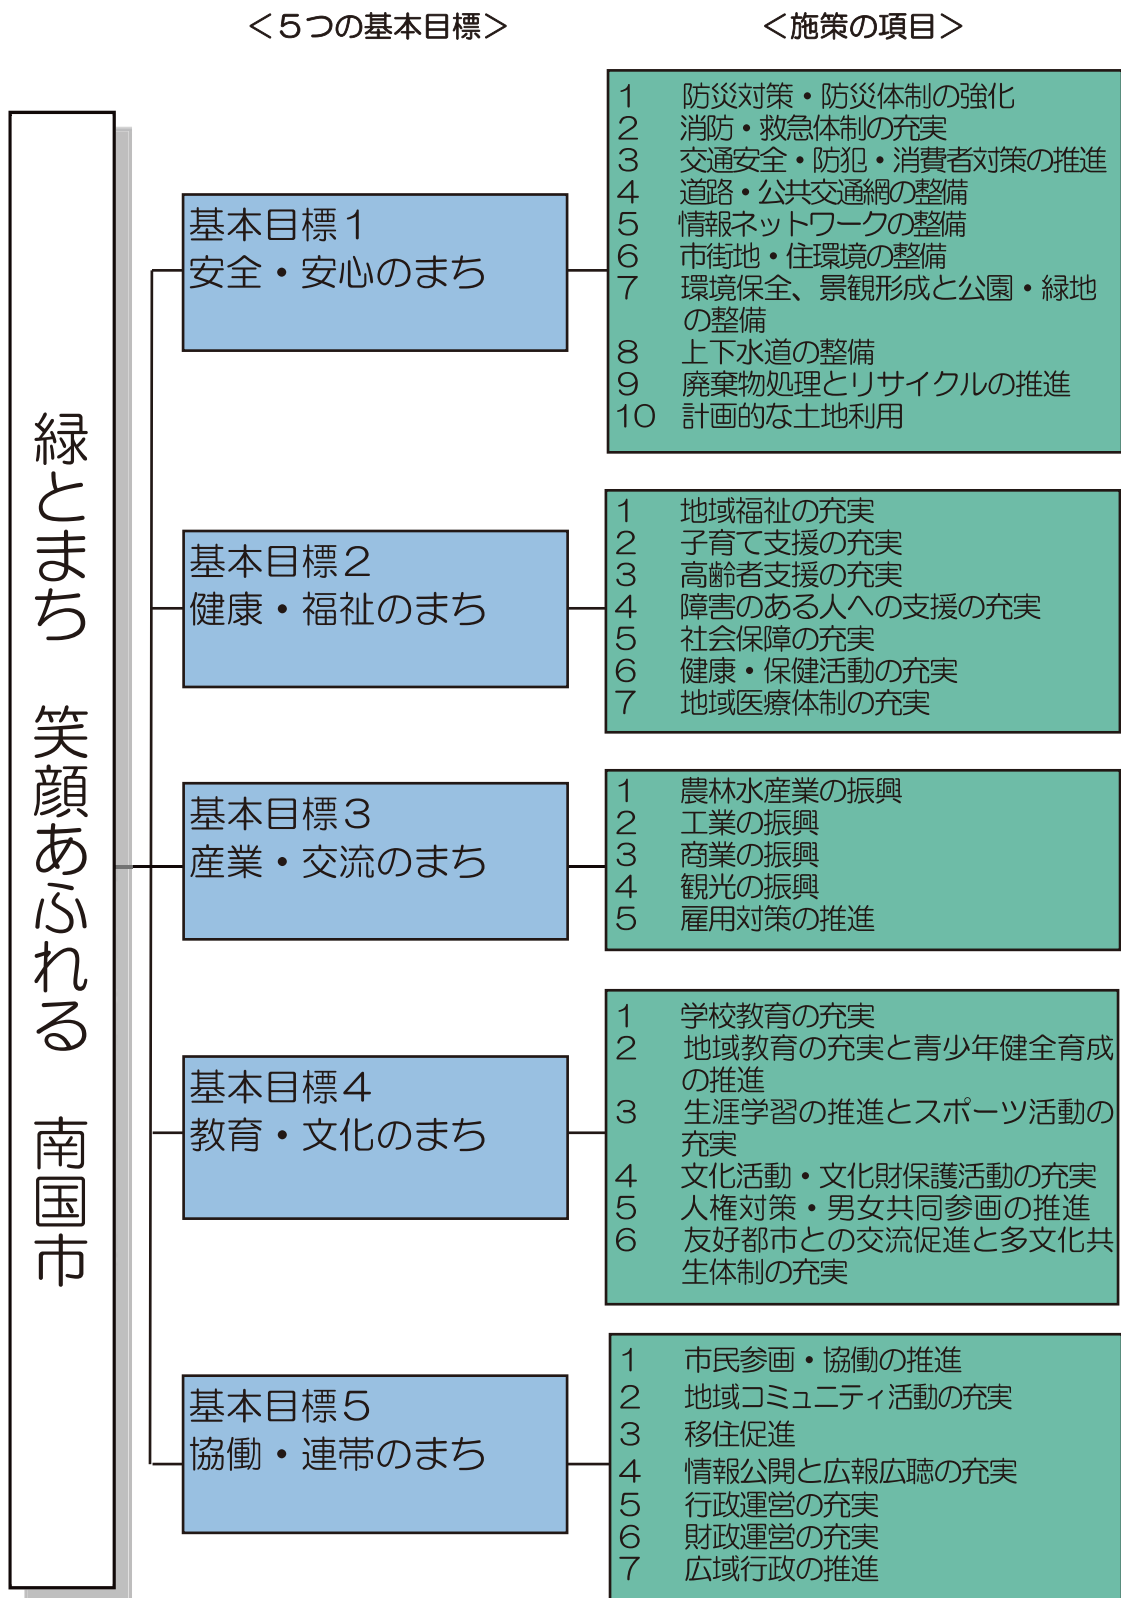 ＜５つの基本目標＞
＜施策の項目＞
緑とまち　笑顔あふれる　南国市
基本目標１
安全・安心のまち
1　防災対策・防災体制の強化
2　消防・救急体制の充実
3　交通安全・防犯・消費者対策の推進
4　道路・公共交通網の整備
5　情報ネットワークの整備
6　市街地・住環境の整備
7　環境保全、景観形成と公園・緑地
の整備
8　上下水道の整備
9　廃棄物処理とリサイクルの推進
10　計画的な土地利用
基本目標２
健康・福祉のまち
1　地域福祉の充実
2　子育て支援の充実
3　高齢者支援の充実
4　障害のある人への支援の充実
5　社会保障の充実
6　健康・保健活動の充実
7　地域医療体制の充実
基本目標３
産業・交流のまち
1　農林水産業の振興
2　工業の振興
3　商業の振興
4　観光の振興
5　雇用対策の推進
基本目標４
教育・文化のまち
1　学校教育の充実
2　地域教育の充実と青少年健全育成
の推進
3　生涯学習の推進とスポーツ活動の
充実
4　文化活動・文化財保護活動の充実
5　人権対策・男女共同参画の推進
6　友好都市との交流促進と多文化共
生体制の充実
基本目標５
協働・連帯のまち
1　市民参画・協働の推進
2　地域コミュニティ活動の充実
3　移住促進
4　情報公開と広報広聴の充実
5　行政運営の充実
6　財政運営の充実
7　広域行政の推進